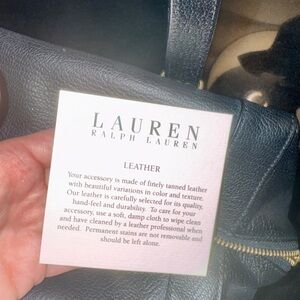 LAUREN
RALPH LAUREN
LEATHER
Your accessory is made of finely tanned leather
with beautiful variations in color and texture.
Our leather is carefully selected for its quality,
hand-feel and durability. To care for your
accessory, use a soft, damp cloth to wipe clean
and have cleaned by a leather professional when
needed. Permanent stains are not removable and
should be left alone.